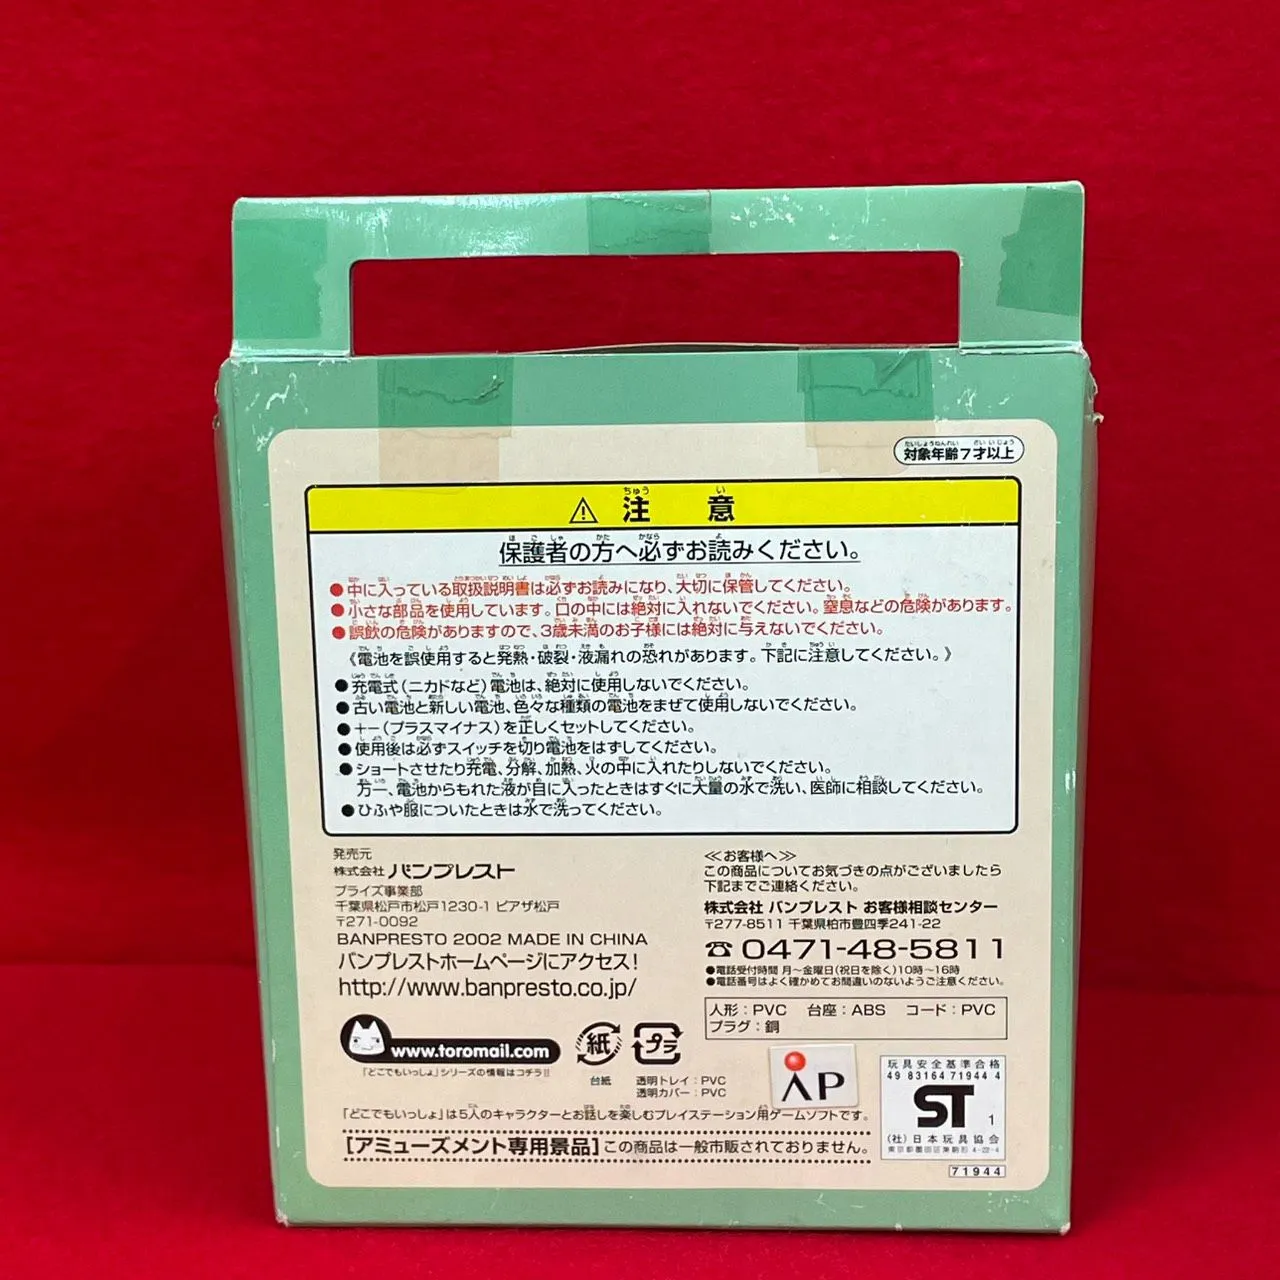 対象年齢7才以上
⚠ 注意
保護者の方へ必ずお読みください。
●中に入っている取扱説明書は必ずお読みになり、大切に保管してください。
●小さな部品を使用しています。口の中には絶対に入れないでください。窒息などの危険があります。
●誤飲の危険がありますので、3歳未満のお子様には絶対に与えないでください。
《電池を誤使用すると発熱・破裂・液漏れの恐れがあります。下記に注意してください。》
●充電式(ニカドなど)電池は、絶対に使用しないでください。
●古い電池と新しい電池、色々な種類の電池をまぜて使用しないでください。
●+-(プラスマイナス)を正しくセットしてください。
●使用後は必ずスイッチを切り電池をはずしてください。
●ショートさせたり充電、分解、加熱、火の中に入れたりしないでください。
万一、電池からもれた液が目に入ったときはすぐに大量の水で洗い、医師に相談してください。
●ひふや服についたときは水で洗ってください。
発売元
株式会社 バンプレスト
プライズ事業部
千葉県松戸市松戸1230-1 ピアザ松戸
〒271-0092
BANPRESTO 2002 MADE IN CHINA
バンプレストホームページにアクセス!
http://www.banpresto.co.jp/
www.toromail.com
「どこでもいっしょ」シリーズの情報はコチラ!!
紙
台紙
プラ
透明トレイ:PVC
透明カバー:PVC
≪お客様へ≫
この商品についてお気づきの点がございましたら
下記までご連絡ください。
株式会社 バンプレスト お客様相談センター
〒277-8511 千葉県柏市豊四季241-22
☎0471-48-5811
●電話受付時間 月〜金曜日(祝日を除く)10時〜16時
●電話番号はよく確かめてお間違いのないようご注意ください。
人形:PVC 台座:ABS コード:PVC
プラグ:銅
AP
玩具安全基準合格
49 83164 71944 4
ST 1
(社)日本玩具協会
東京都墨田区東駒形 4-22-4
71944
「どこでもいっしょ」は5人のキャラクターとお話しを楽しむプレイステーション用ゲームソフトです。
[アミューズメント専用景品]この商品は一般市販されておりません。